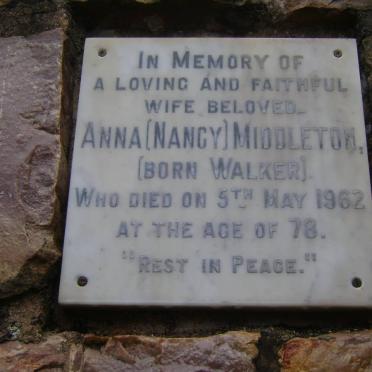 IN MEMORY OF
A LOVING AND FAITHFUL
WIFE BELOVED.
ANNA (NANCY) MIDDLETON,
(BORN WALKER)
WHO DIED ON 5TH MAY 1962
AT THE AGE OF 78.
"REST IN PEACE."